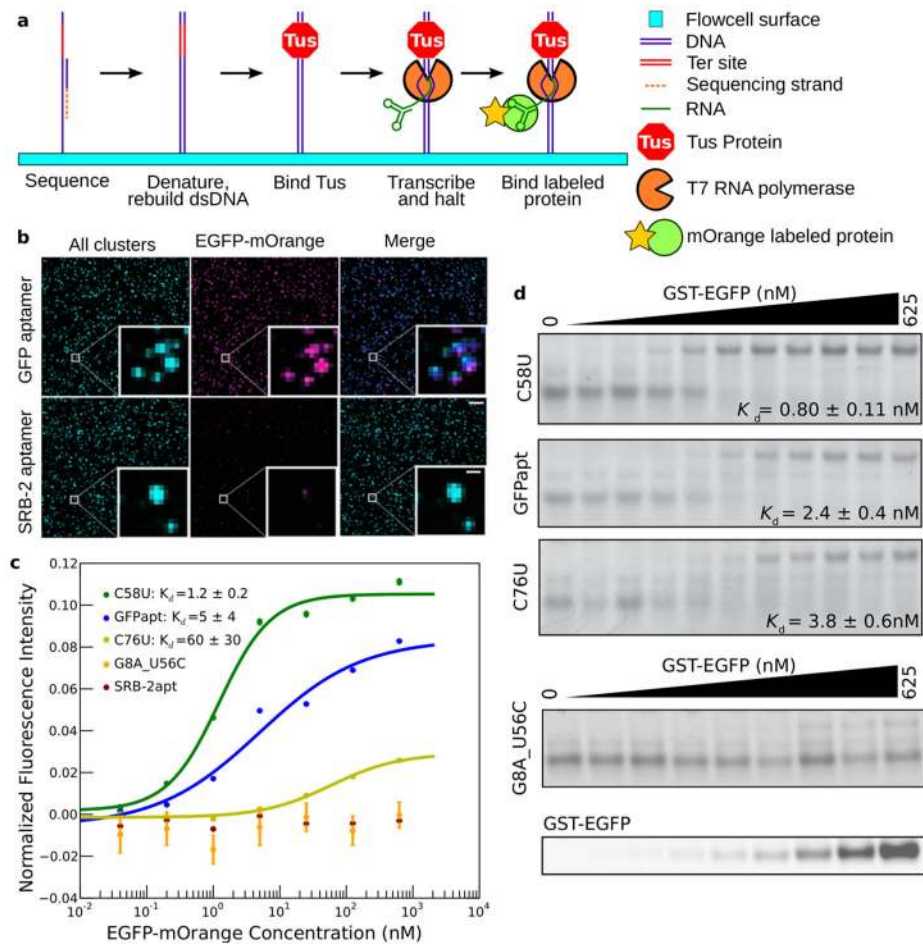 a
Tus
Tus
Tus
Sequence
Denature,
rebuild dsDNA
Bind Tus
Transcribe
and halt
Bind labeled
protein
Flowcell surface
DNA
Ter site
Sequencing strand
RNA
Tus
Tus Protein
T7 RNA polymerase
mOrange labeled protein
b
All clusters
EGFP-mOrange
Merge
GFP aptamer
SRB-2 aptamer
c
Normalized Fluorescence Intensity
0.12
0.10
0.08
0.06
0.04
0.02
0.00
−0.02
−0.04
C58U: Kd=1.2 ± 0.2
GFPapt: Kd=5 ± 4
C76U: Kd=60 ± 30
G8A_U56C
SRB-2apt
10⁻²
10⁻¹
10⁰
10¹
10²
10³
10⁴
EGFP-mOrange Concentration (nM)
d
GST-EGFP (nM)
0
625
C58U
Kd= 0.80 ± 0.11 nM
GFPapt
Kd = 2.4 ± 0.4 nM
C76U
Kd = 3.8 ± 0.6nM
GST-EGFP (nM)
0
625
G8A_U56C
GST-EGFP